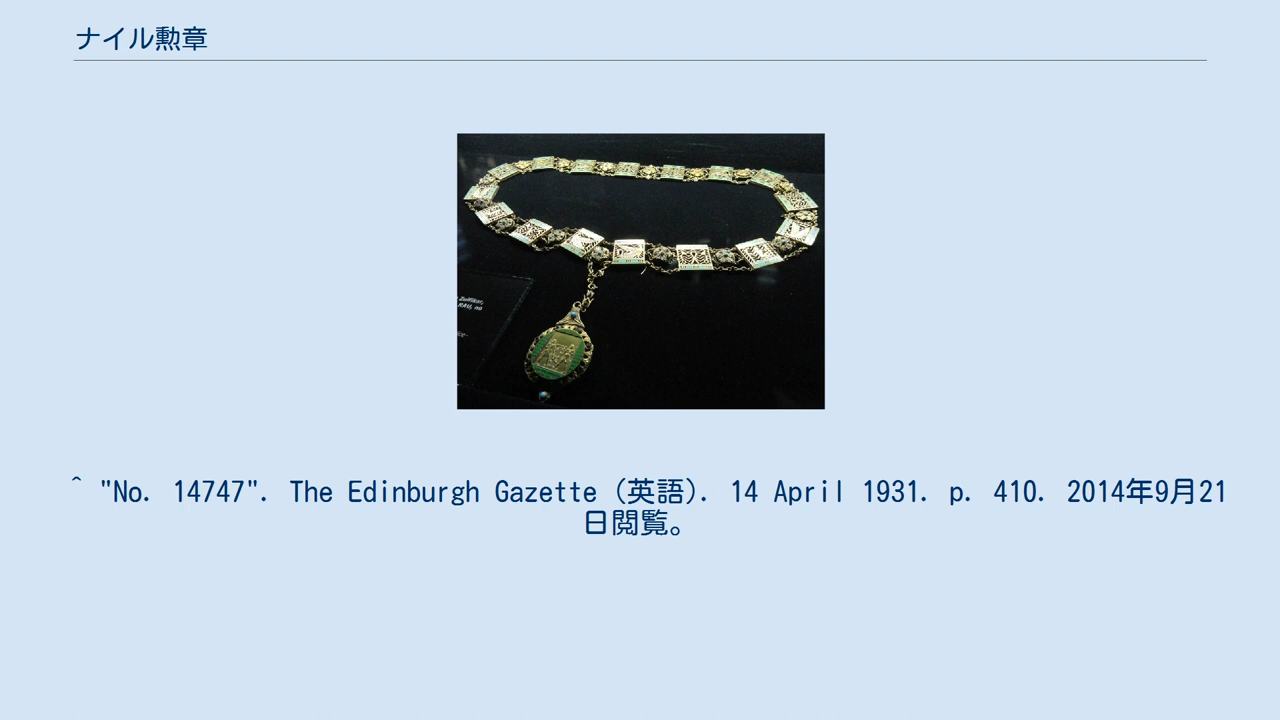 ナイル勲章
^ "No. 14747". The Edinburgh Gazette (英語). 14 April 1931. p. 410. 2014年9月21
日閲覧。